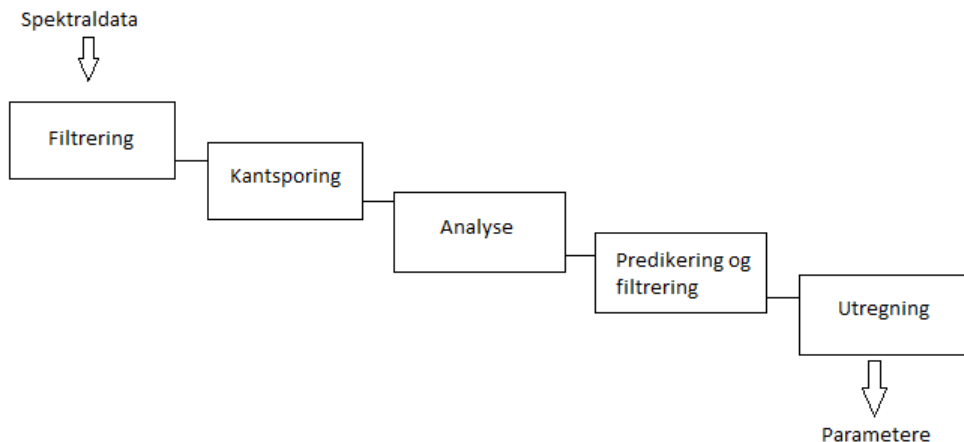 Spektraldata
Filtrering
Kantsporing
Analyse
Predikering og
filtrering
Utregning
Parametere